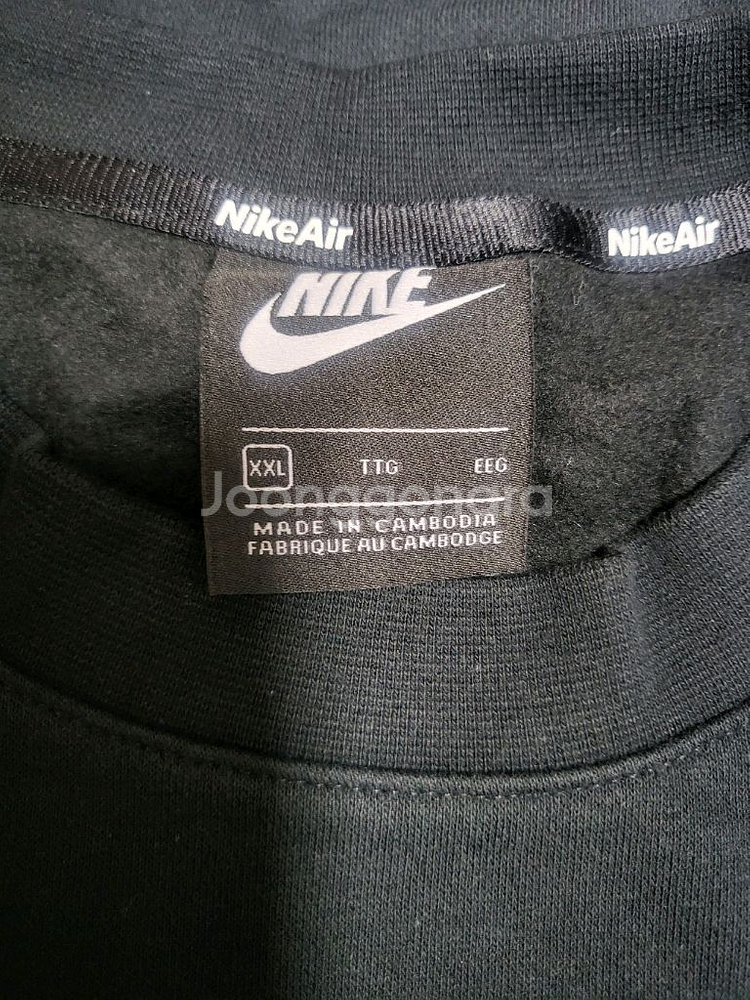 NikeAir NikeAir
NIKE
XXL TTG EEG
Joonggonara
MADE IN CAMBODIA
FABRIQUE AU CAMBODGE